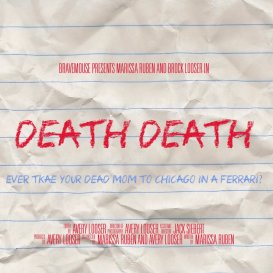 BRAVEMOUSE PRESENTS MARISSA RUBEN AND BROCK LOOSER IN
DEATH DEATH
EVER TKAE YOUR DEAD MOM TO CHICAGO IN A FERRARI?
AVERY LOOSER AVERY LOOSER JACK SIEBERT
AVERY LOOSER MARISSA RUBEN AND AVERY LOOSER MARISSA RUBEN